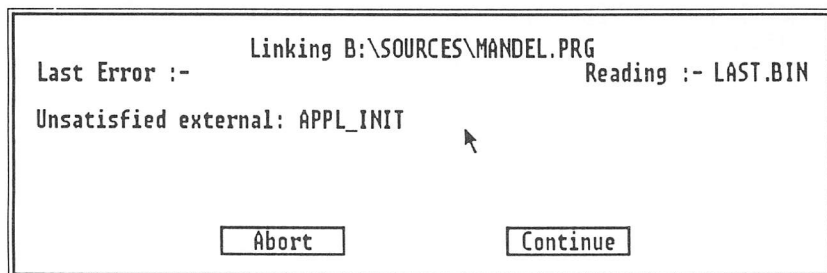 Linking B:\SOURCES\MANDEL.PRG
Last Error :- Reading :- LAST.BIN
Unsatisfied external: APPL_INIT
Abort Continue